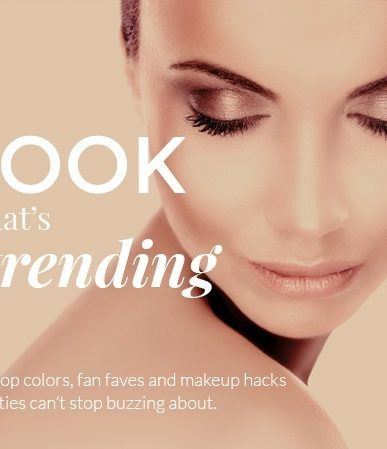 OOK
at's
rending
op colors, fan faves and makeup hacks
ties can't stop buzzing about.